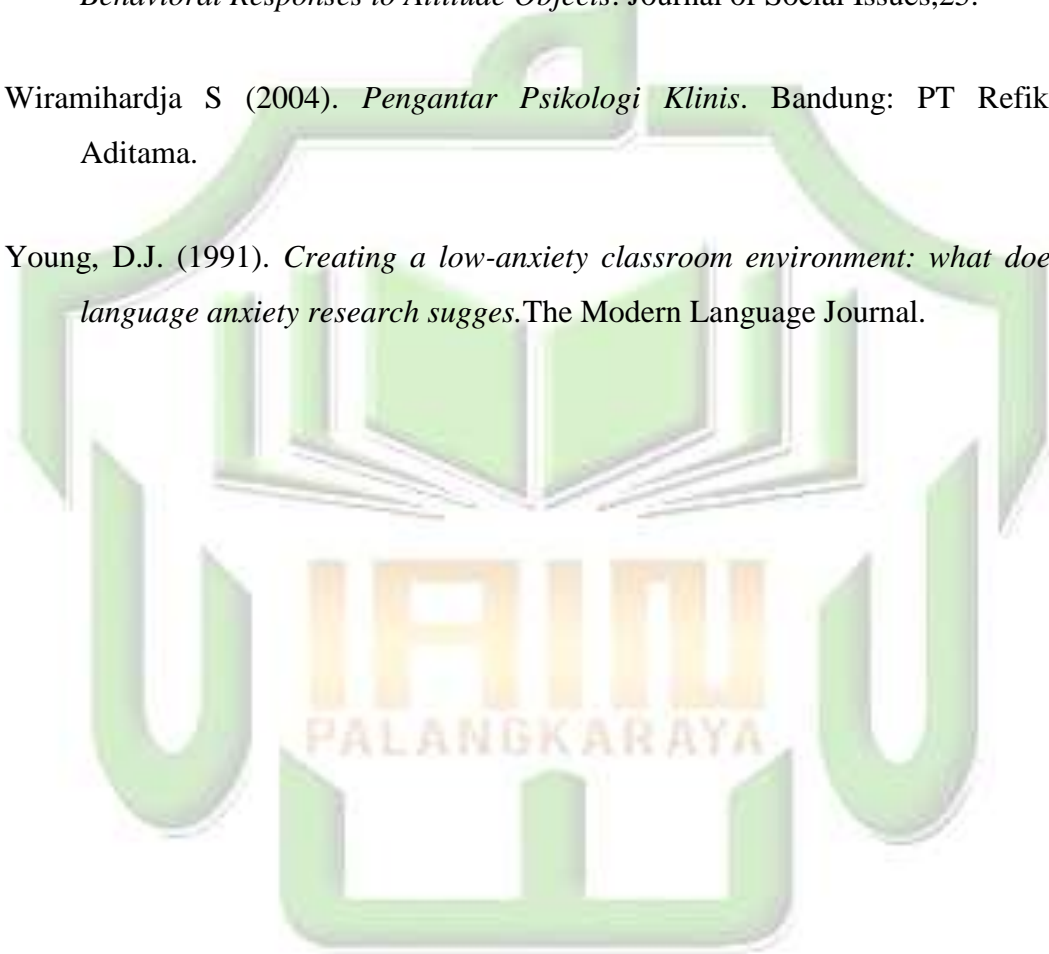 Behavioral Responses to Attitude Objects. Journal of Social Issues,25.
Wiramihardja S (2004). Pengantar Psikologi Klinis. Bandung: PT Refik
Aditama.
Young, D.J. (1991). Creating a low-anxiety classroom environment: what doe
language anxiety research sugges.The Modern Language Journal.
IAIN
PALANGKARAYA